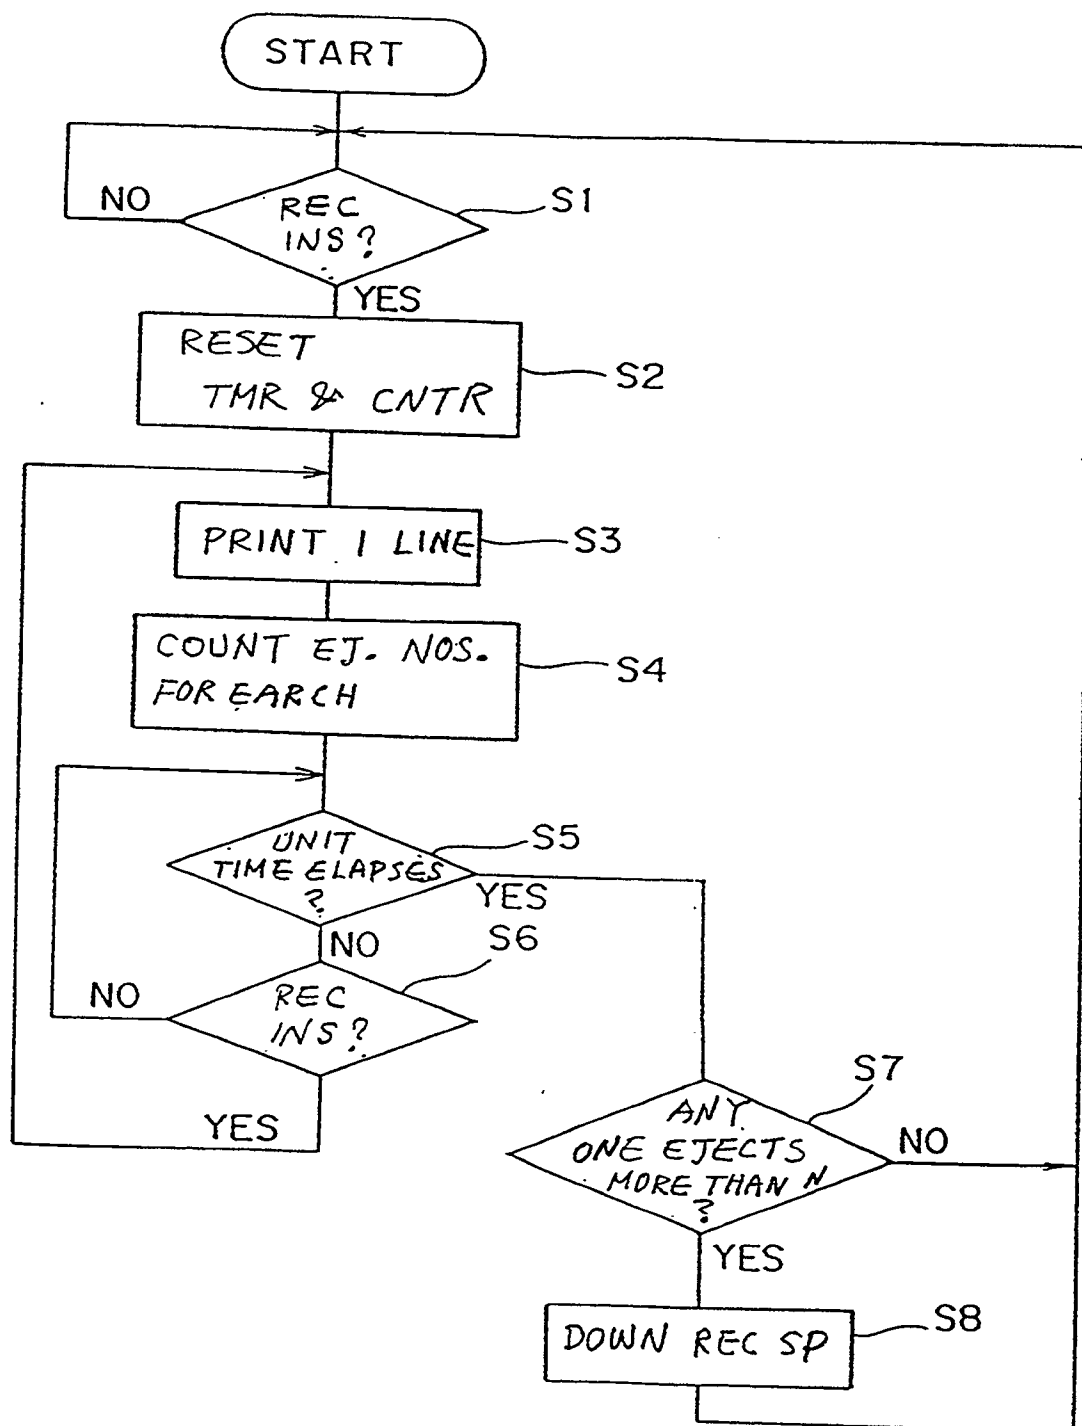 START
NO
REC
INS?
S1
YES
RESET
TMR & CNTR
S2
PRINT 1 LINE
S3
COUNT EJ. NOS.
FOR EARCH
S4
UNIT
TIME ELAPSES
?
S5
YES
NO
S6
NO
REC
INS?
YES
S7
ANY
ONE EJECTS
MORE THAN N
?
NO
YES
DOWN REC SP
S8